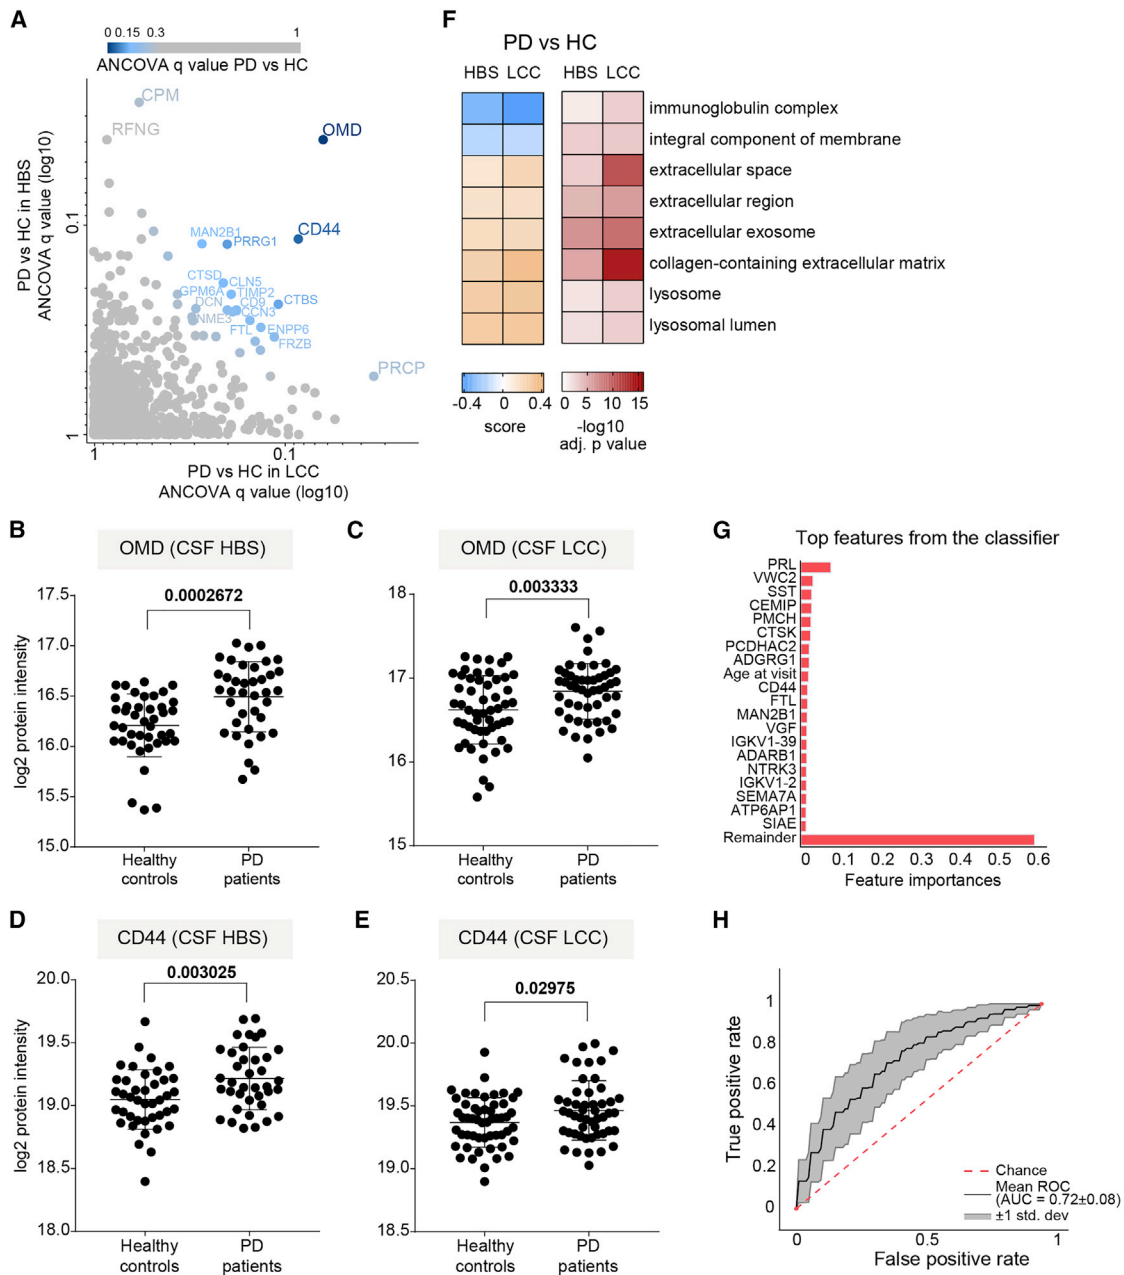 A
0 0.15 0.3 1
ANCOVA q value PD vs HC
CPM
RFNG
OMD
CD44
MAN2B1
PRRG1
CTSD
CLN5
GPM6A
TIMP2
DCN
CD9
CTBS
NME3
CCN3
FTL
ENPP6
FRZB
PRCP
0.1
1
PD vs HC in HBS
ANCOVA q value (log10)
1 0.1
PD vs HC in LCC
ANCOVA q value (log10)
F
PD vs HC
HBS LCC HBS LCC
immunoglobulin complex
integral component of membrane
extracellular space
extracellular region
extracellular exosome
collagen-containing extracellular matrix
lysosome
lysosomal lumen
-0.4 0 0.4
score
0 5 10 15
-log10
adj. p value
B
OMD (CSF HBS)
0.0002672
17.5
17.0
16.5
16.0
15.5
15.0
log2 protein intensity
Healthy
controls
PD
patients
C
OMD (CSF LCC)
0.003333
18
17
16
15
Healthy
controls
PD
patients
G
Top features from the classifier
PRL
VWC2
SST
CEMIP
PMCH
CTSK
PCDHAC2
ADGRG1
Age at visit
CD44
FTL
MAN2B1
VGF
IGKV1-39
ADARB1
NTRK3
IGKV1-2
SEMA7A
ATP6AP1
SIAE
Remainder
0 0.1 0.2 0.3 0.4 0.5 0.6
Feature importances
D
CD44 (CSF HBS)
0.003025
20.0
19.5
19.0
18.5
18.0
log2 protein intensity
Healthy
controls
PD
patients
E
CD44 (CSF LCC)
0.02975
20.5
20.0
19.5
19.0
18.5
Healthy
controls
PD
patients
H
1
0.8
0.6
0.4
0.2
0
True positive rate
Chance
Mean ROC
(AUC = 0.72±0.08)
±1 std. dev
0 0.5 1
False positive rate